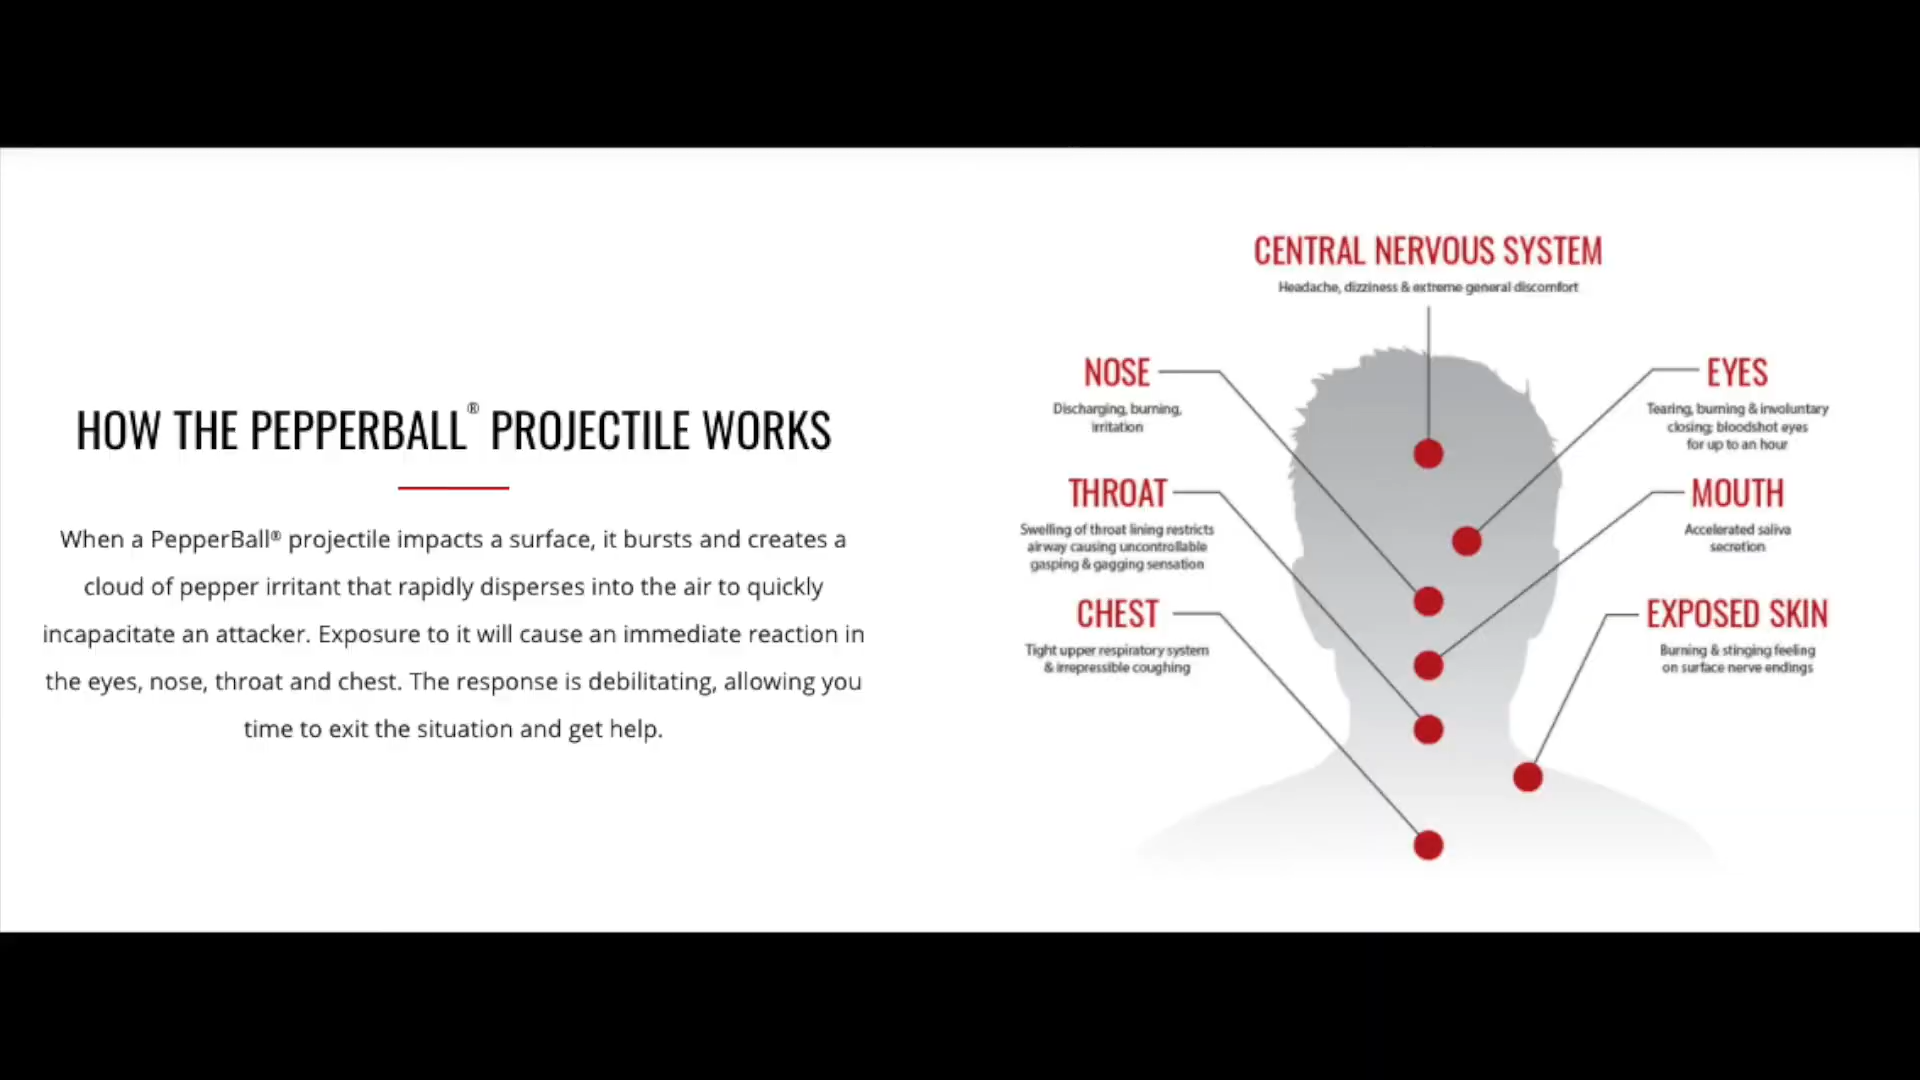 HOW THE PEPPERBALL® PROJECTILE WORKS
When a PepperBall® projectile impacts a surface, it bursts and creates a
cloud of pepper irritant that rapidly disperses into the air to quickly
incapacitate an attacker. Exposure to it will cause an immediate reaction in
the eyes, nose, throat and chest. The response is debilitating, allowing you
time to exit the situation and get help.
CENTRAL NERVOUS SYSTEM
Headache, dizziness & extreme general discomfort
NOSE
Discharging, burning,
irritation
THROAT
Swelling of throat lining restricts
airway causing uncontrollable
gasping & gagging sensation
CHEST
Tight upper respiratory system
& irrepressible coughing
EYES
Tearing, burning & involuntary
closing; bloodshot eyes
for up to an hour
MOUTH
Accelerated saliva
secretion
EXPOSED SKIN
Burning & stinging feeling
on surface nerve endings